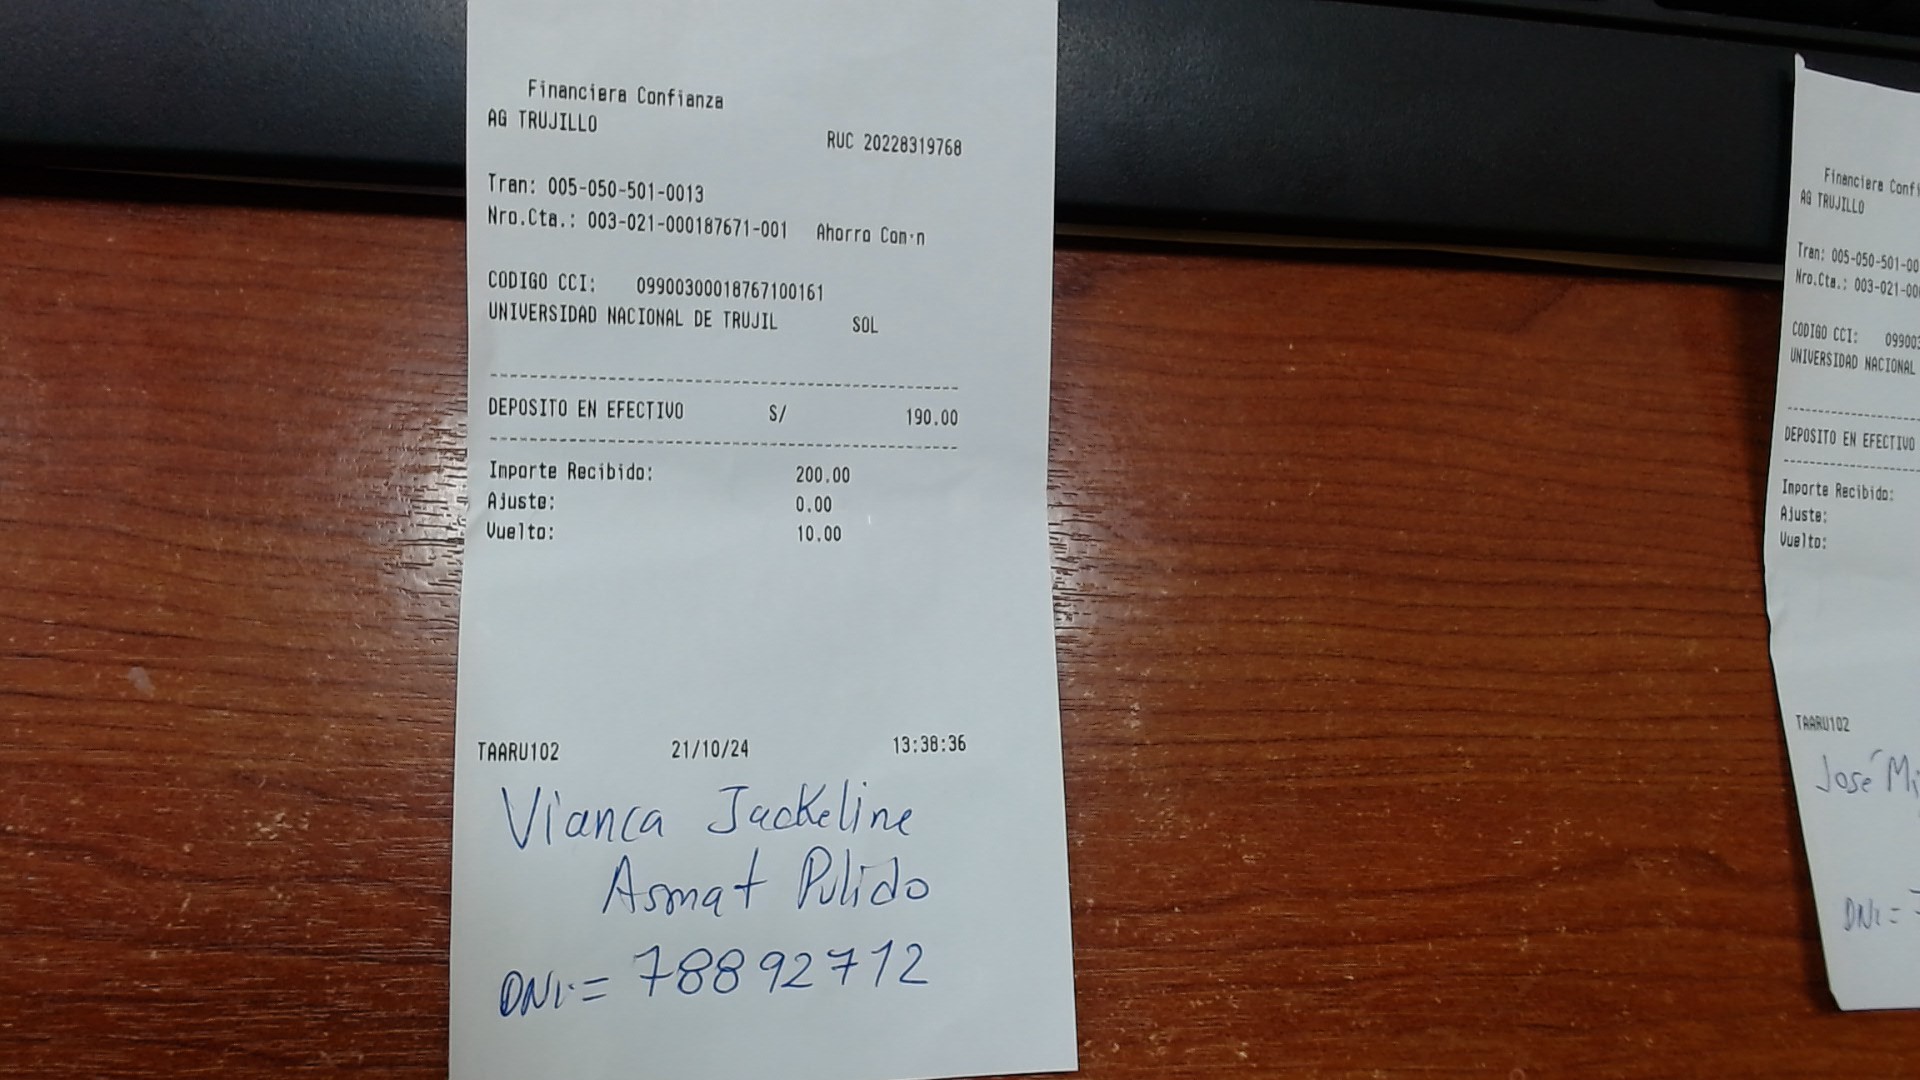 Financiera Confianza
AG TRUJILLO
RUC 20228319768
Tran: 005-050-501-0013
Nro.Cta.: 003-021-000187671-001 Ahorro Com·n
CODIGO CCI: 09900300018767100161
UNIVERSIDAD NACIONAL DE TRUJIL SOL
DEPOSITO EN EFECTIVO S/ 190.00
Importe Recibido: 200.00
Ajuste: 0.00
Vuelto: 10.00
TAARU102 21/10/24 13:38:36
Vianca Jackeline
Asmat Pulido
DNI = 78892712
Financiera Confi
AG TRUJILLO
Tran: 005-050-501-00
Nro.Cta.: 003-021-00
CODIGO CCI: 09900
UNIVERSIDAD NACIONAL
DEPOSITO EN EFECTIVO
Importe Recibido:
Ajuste:
Vuelto:
TAARU102
José Mi
DNI =